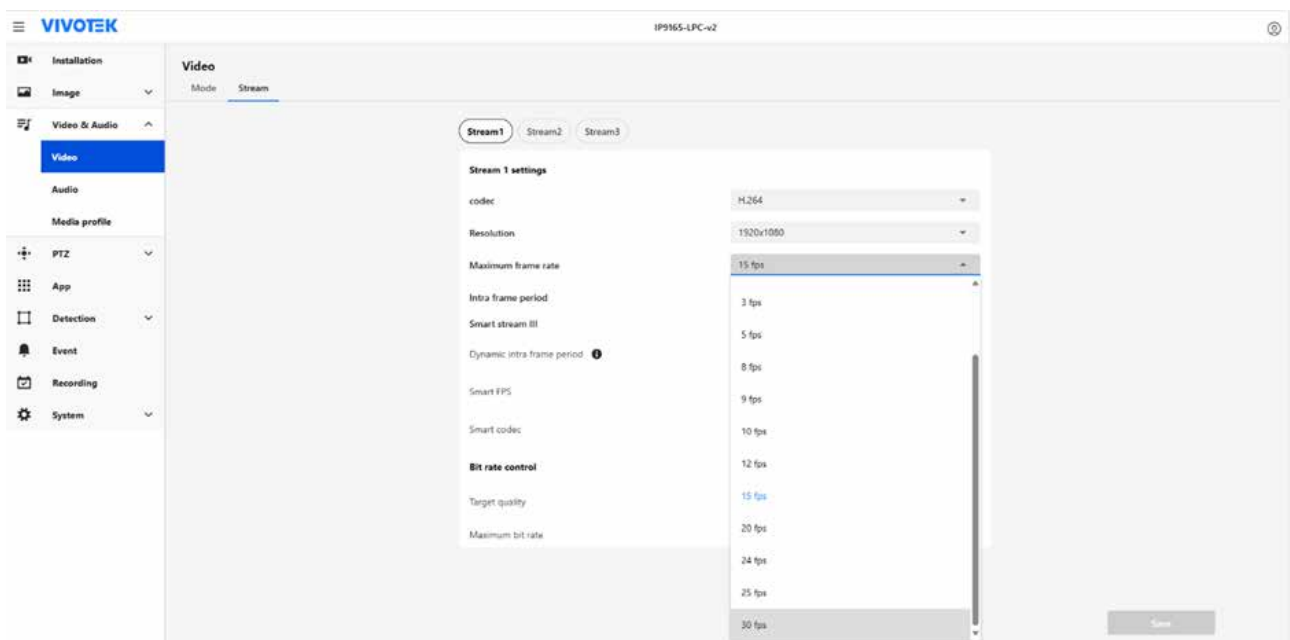 VIVOTEK
IP9165-LPC-v2
Installation
Image
Video & Audio
Video
Audio
Media profile
PTZ
App
Detection
Event
Recording
System
Video
Mode Stream
Stream1 Stream2 Stream3
Stream 1 settings
codec H.264
Resolution 1920x1080
Maximum frame rate 15 fps
Intra frame period
Smart stream III
Dynamic intra frame period
Smart FPS
Smart codec
Bit rate control
Target quality
Maximum bit rate
3 fps
5 fps
8 fps
9 fps
10 fps
12 fps
15 fps
20 fps
24 fps
25 fps
30 fps
Save